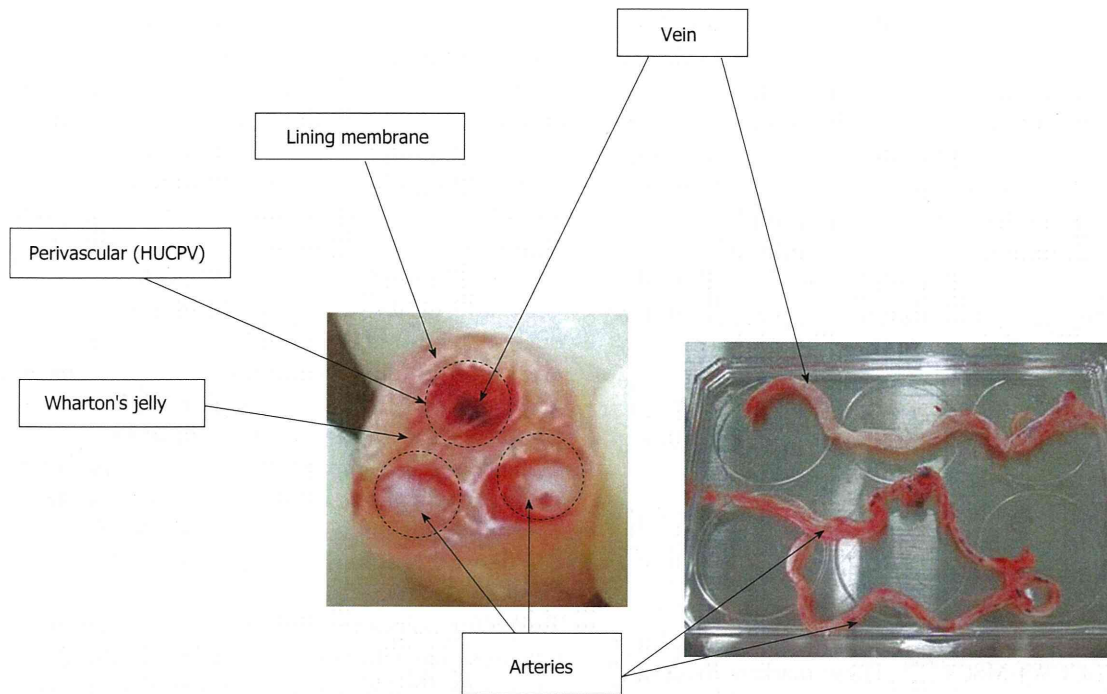 Vein
Lining membrane
Perivascular (HUCPV)
Wharton's jelly
Arteries